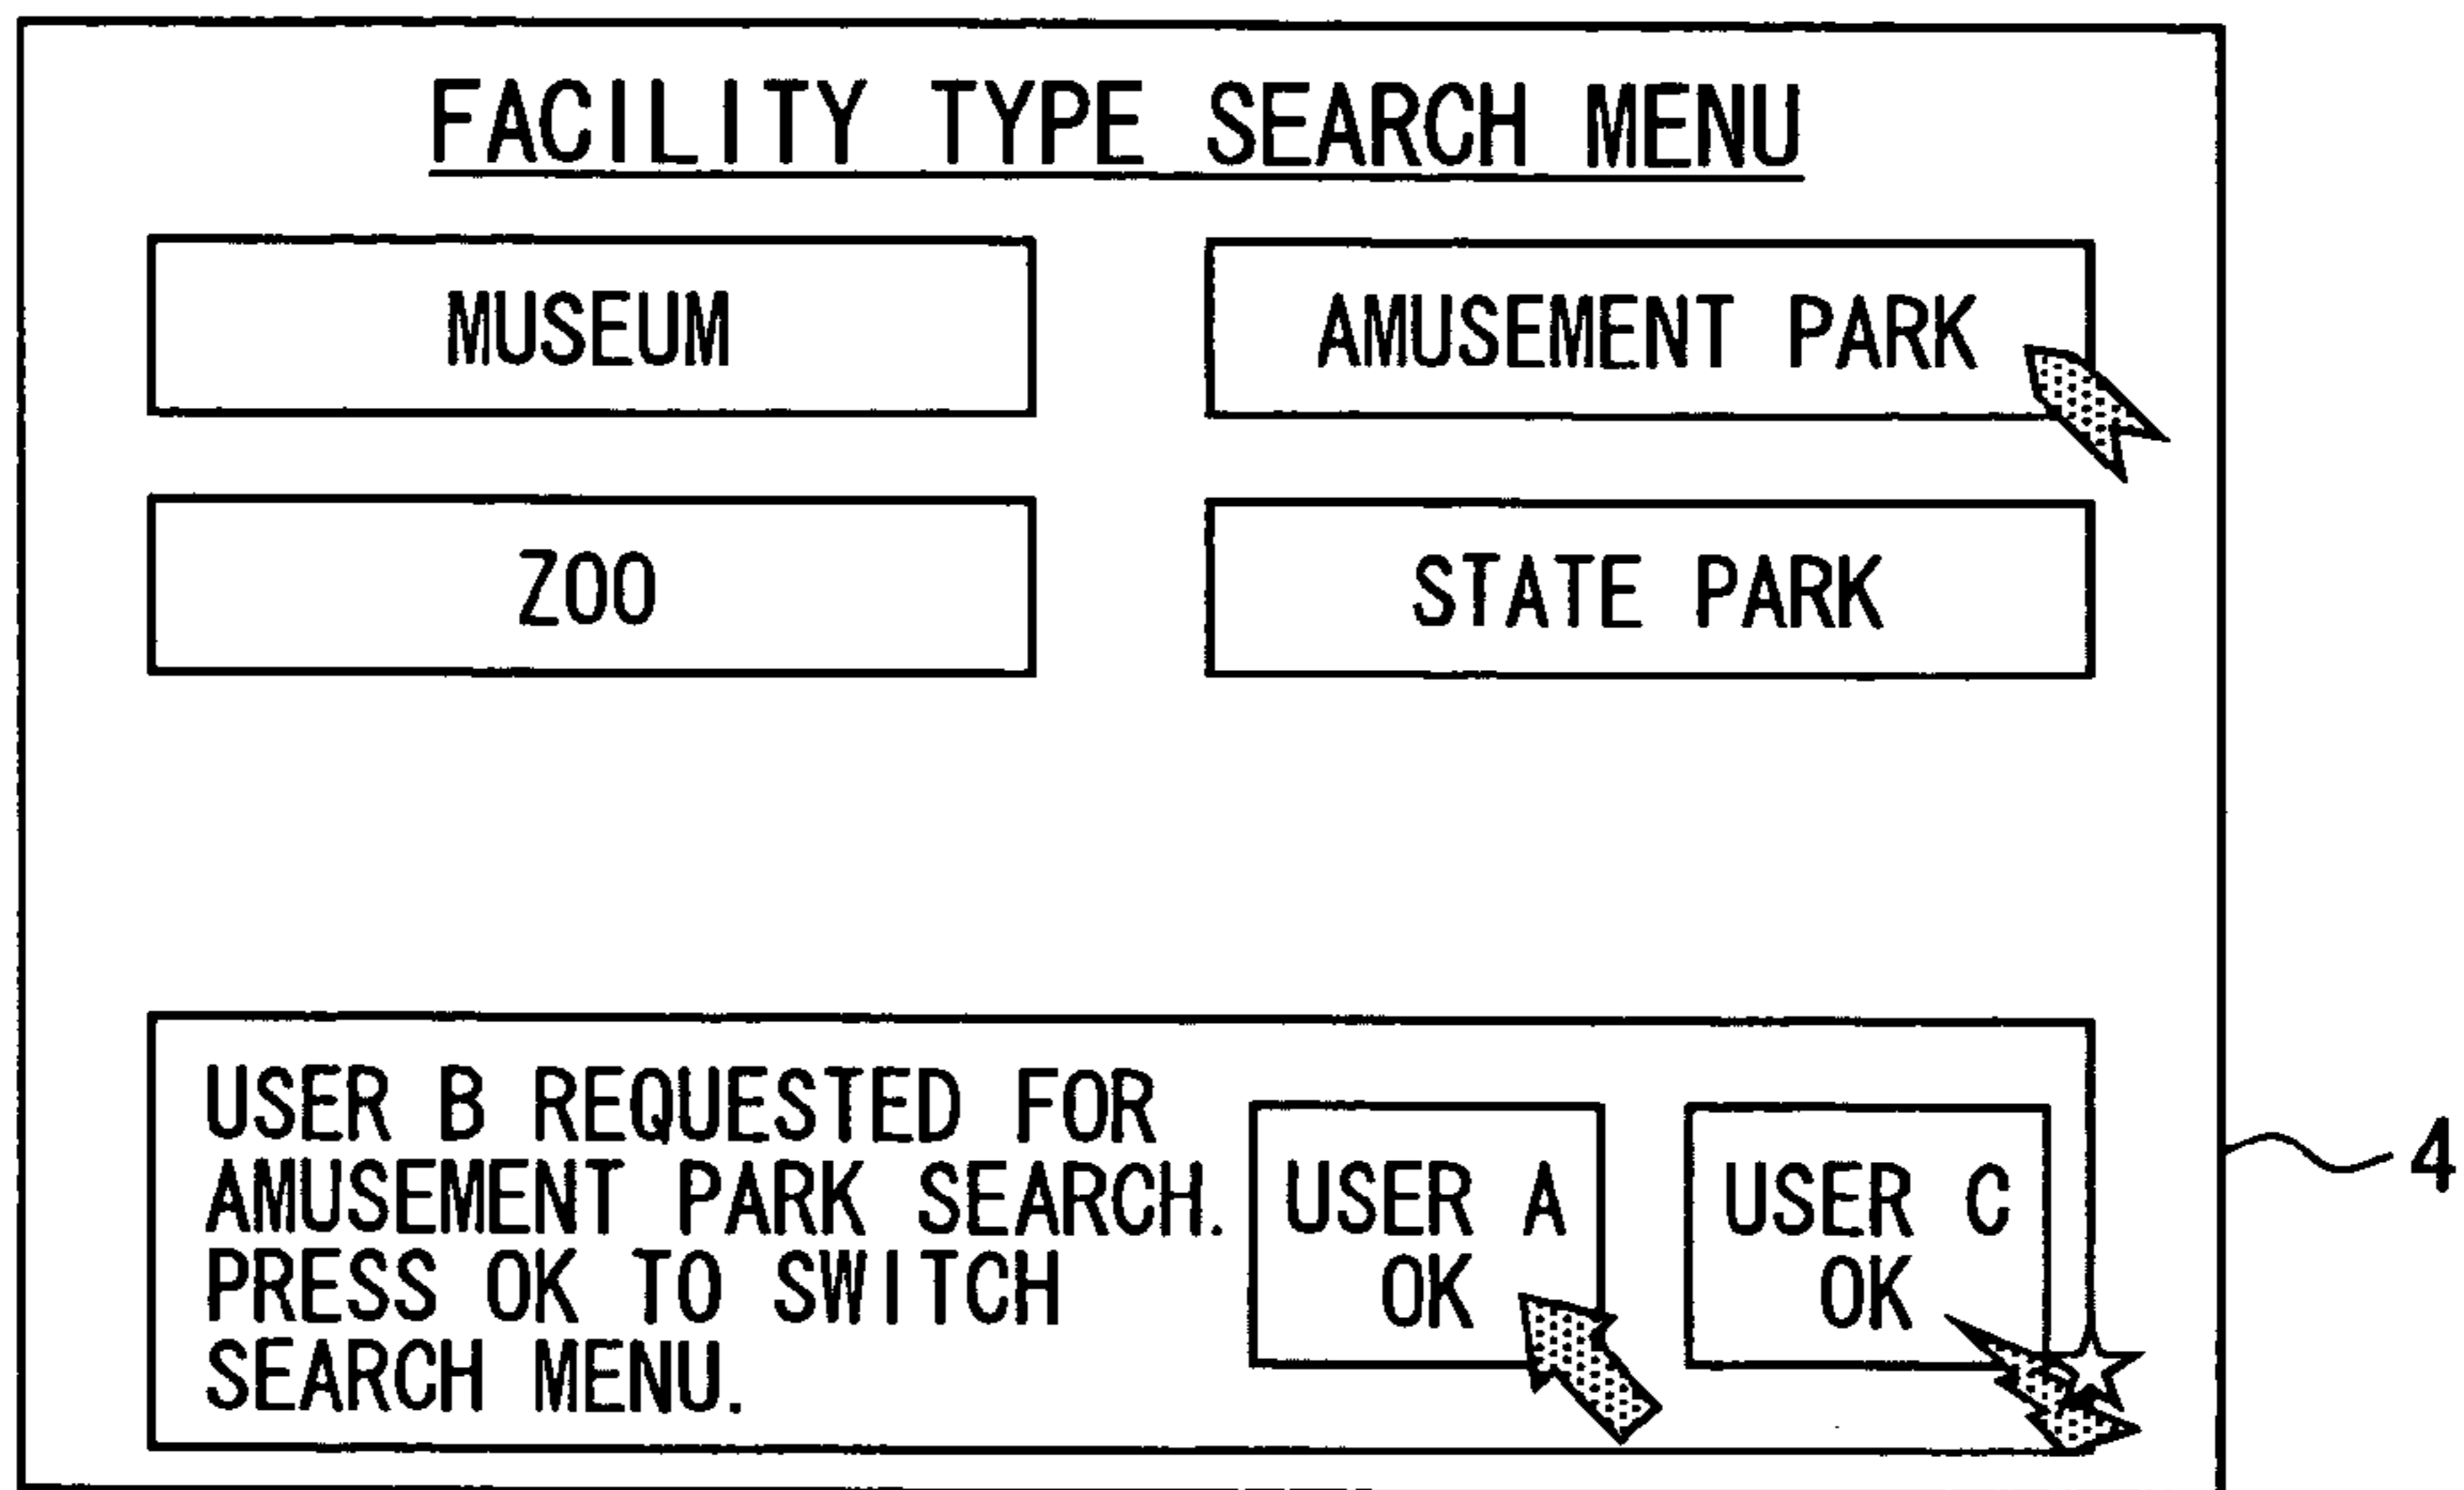 FACILITY TYPE SEARCH MENU
MUSEUM
AMUSEMENT PARK
ZOO
STATE PARK
USER B REQUESTED FOR
AMUSEMENT PARK SEARCH.
PRESS OK TO SWITCH
SEARCH MENU.
USER A
OK
USER C
OK
4